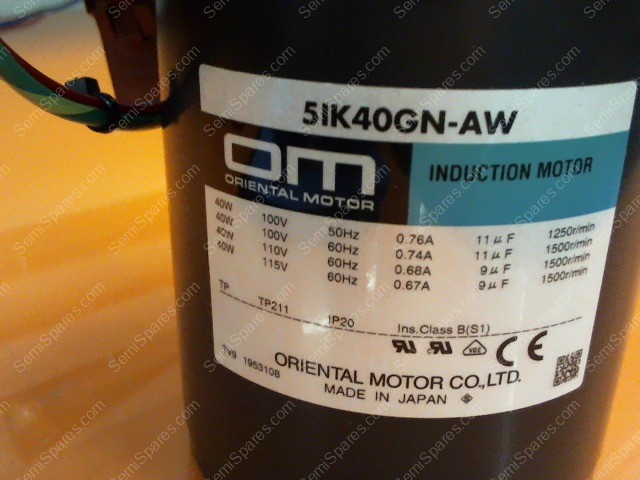 5IK40GN-AW
OM
ORIENTAL MOTOR
INDUCTION MOTOR
40W 100V 50Hz 0.76A 11μF 1250r/min
40W 100V 60Hz 0.74A 11μF 1500r/min
40W 110V 60Hz 0.68A 9μF 1500r/min
40W 115V 60Hz 0.67A 9μF 1500r/min
TP TP211 IP20 Ins.Class B(S1)
VDE CE
TV9 1953108
ORIENTAL MOTOR CO.,LTD.
MADE IN JAPAN
SemiSpares.com